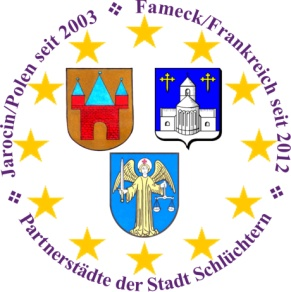 Jarocin/Polen seit 2003
Fameck/Frankreich seit 2012
Partnerstädte der Stadt Schlüchtern